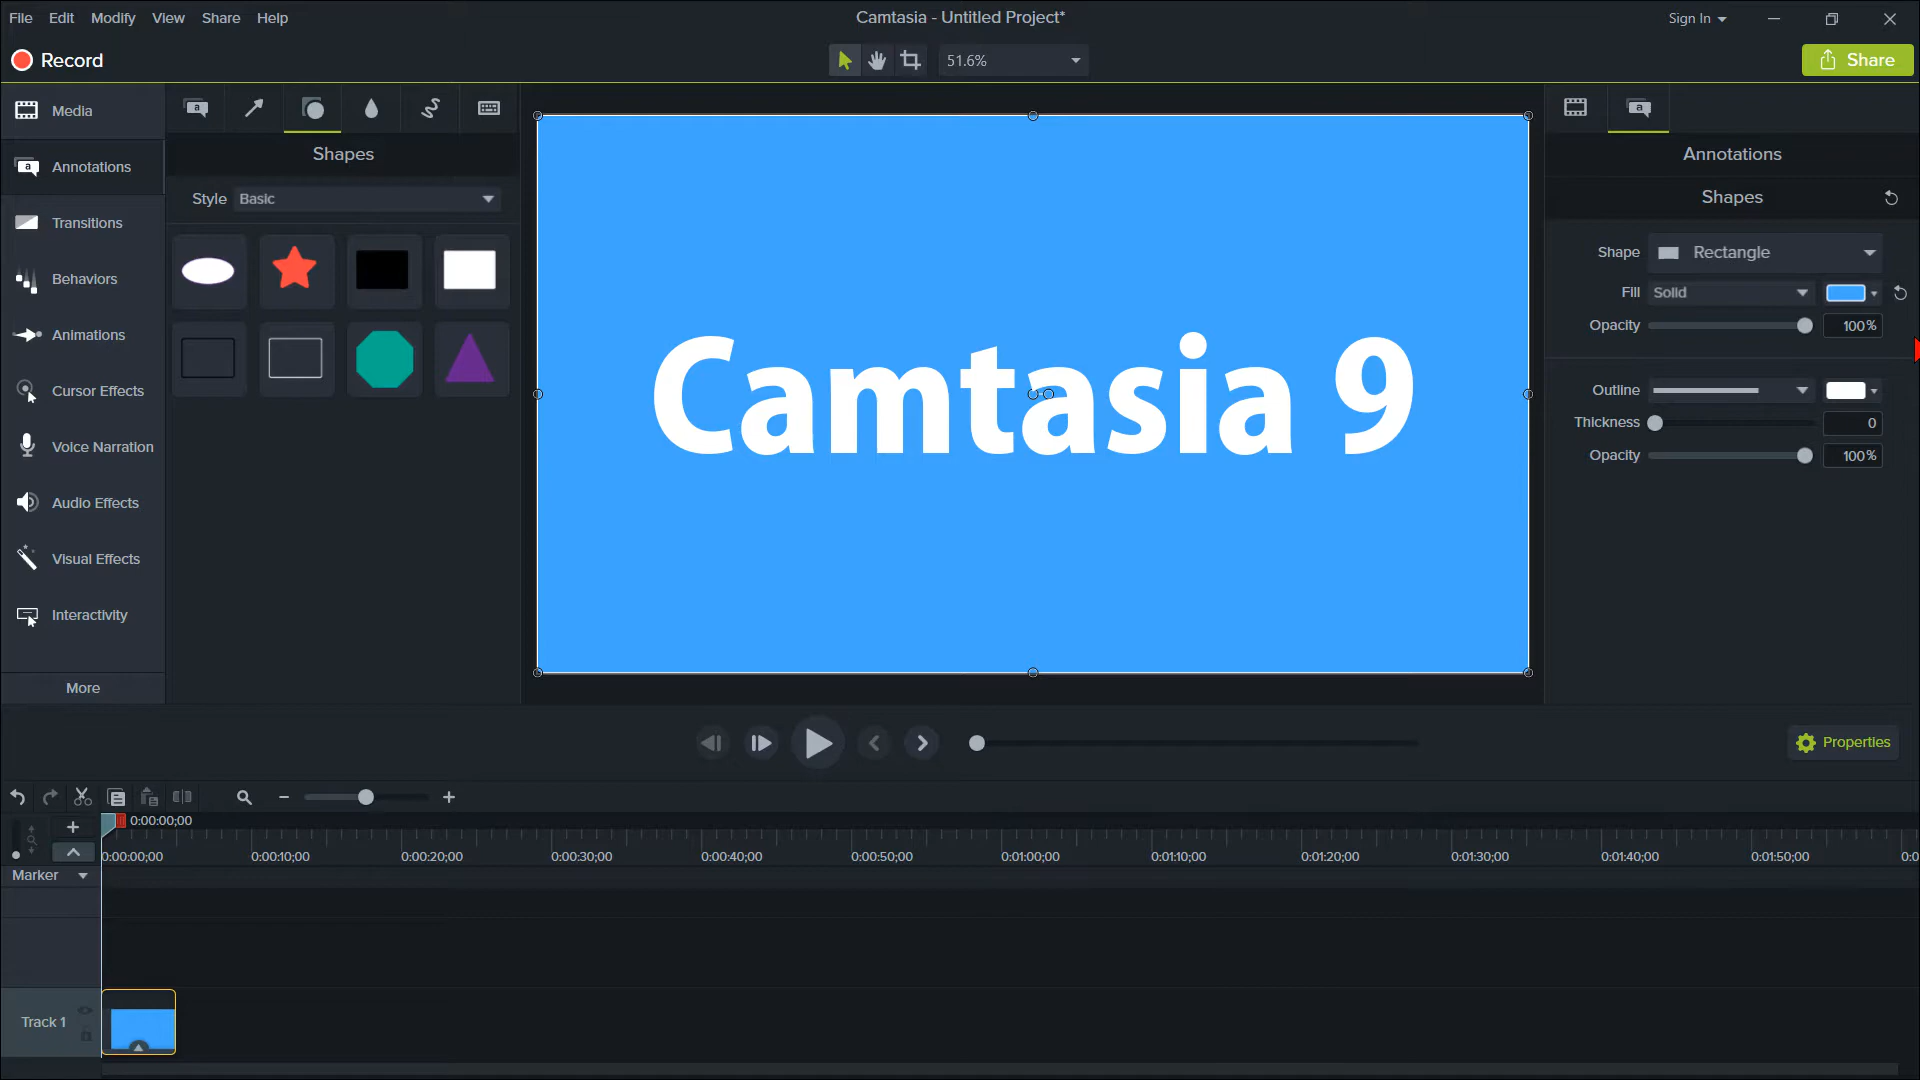 File Edit Modify View Share Help
Camtasia - Untitled Project*
Sign In
Record
51.6%
Share
Media
Annotations
Transitions
Behaviors
Animations
Cursor Effects
Voice Narration
Audio Effects
Visual Effects
Interactivity
More
a
Shapes
Style Basic
Camtasia 9
a
Annotations
Shapes
Shape Rectangle
Fill Solid
Opacity 100%
Outline
Thickness 0
Opacity 100%
Properties
0:00:00;00
0:00:00;00 0:00:10;00 0:00:20;00 0:00:30;00 0:00:40;00 0:00:50;00 0:01:00;00 0:01:10;00 0:01:20;00 0:01:30;00 0:01:40;00 0:01:50;00 0:0
Marker
Track 1